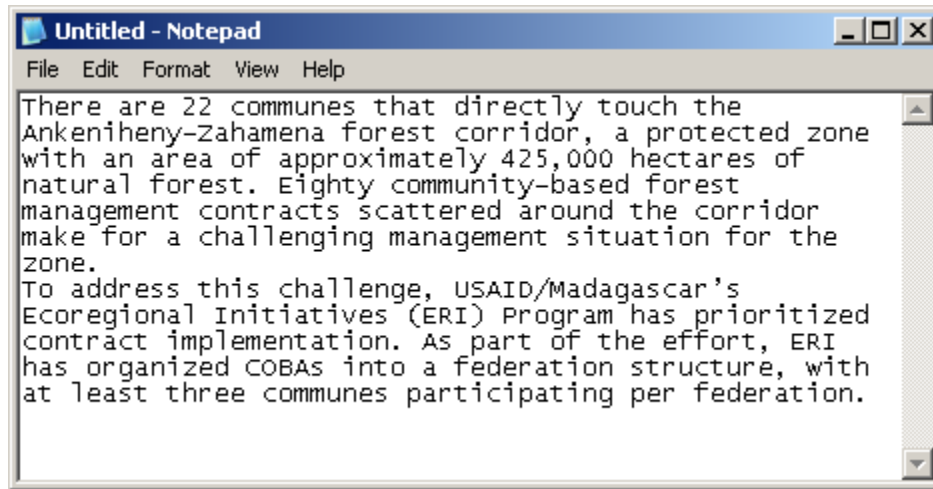 Untitled - Notepad
File Edit Format View Help
There are 22 communes that directly touch the
Ankeniheny-Zahamena forest corridor, a protected zone
with an area of approximately 425,000 hectares of
natural forest. Eighty community-based forest
management contracts scattered around the corridor
make for a challenging management situation for the
zone.
To address this challenge, USAID/Madagascar's
Ecoregional Initiatives (ERI) Program has prioritized
contract implementation. As part of the effort, ERI
has organized COBAs into a federation structure, with
at least three communes participating per federation.